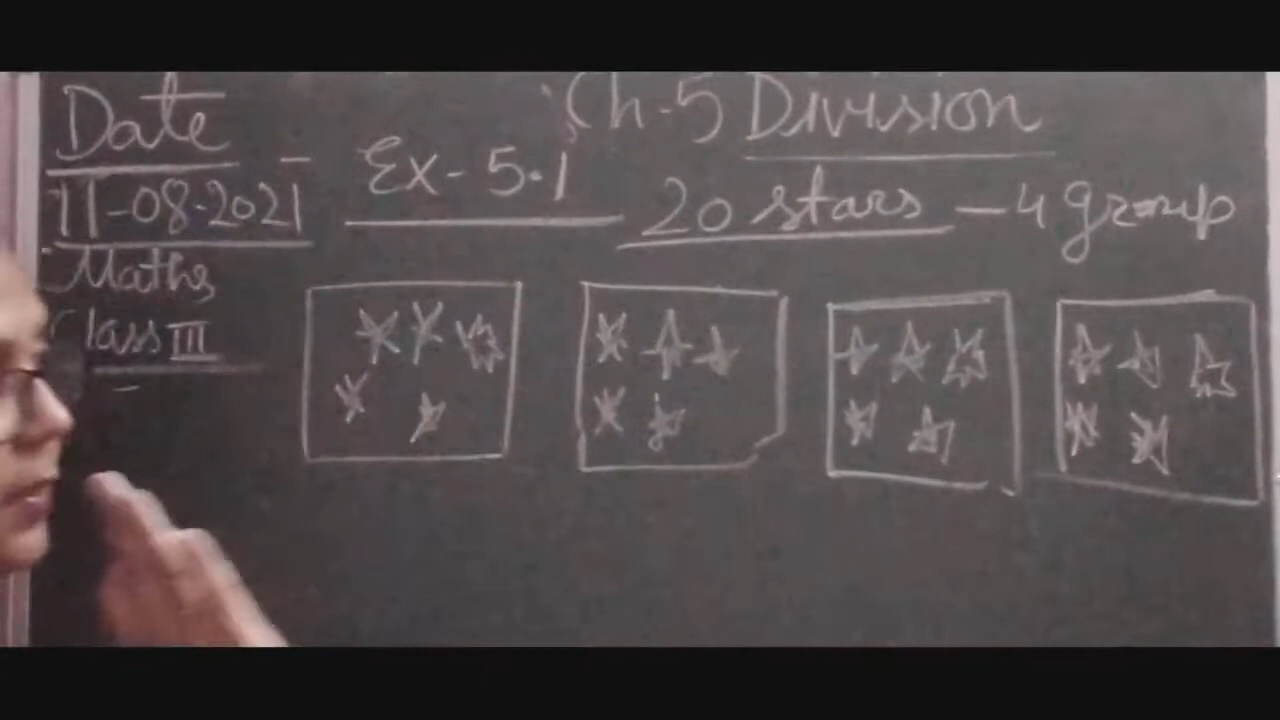 Ch-5 Division
Date
Ex-5.1
11-08-2021
20 stars - 4 group
Maths
Class III